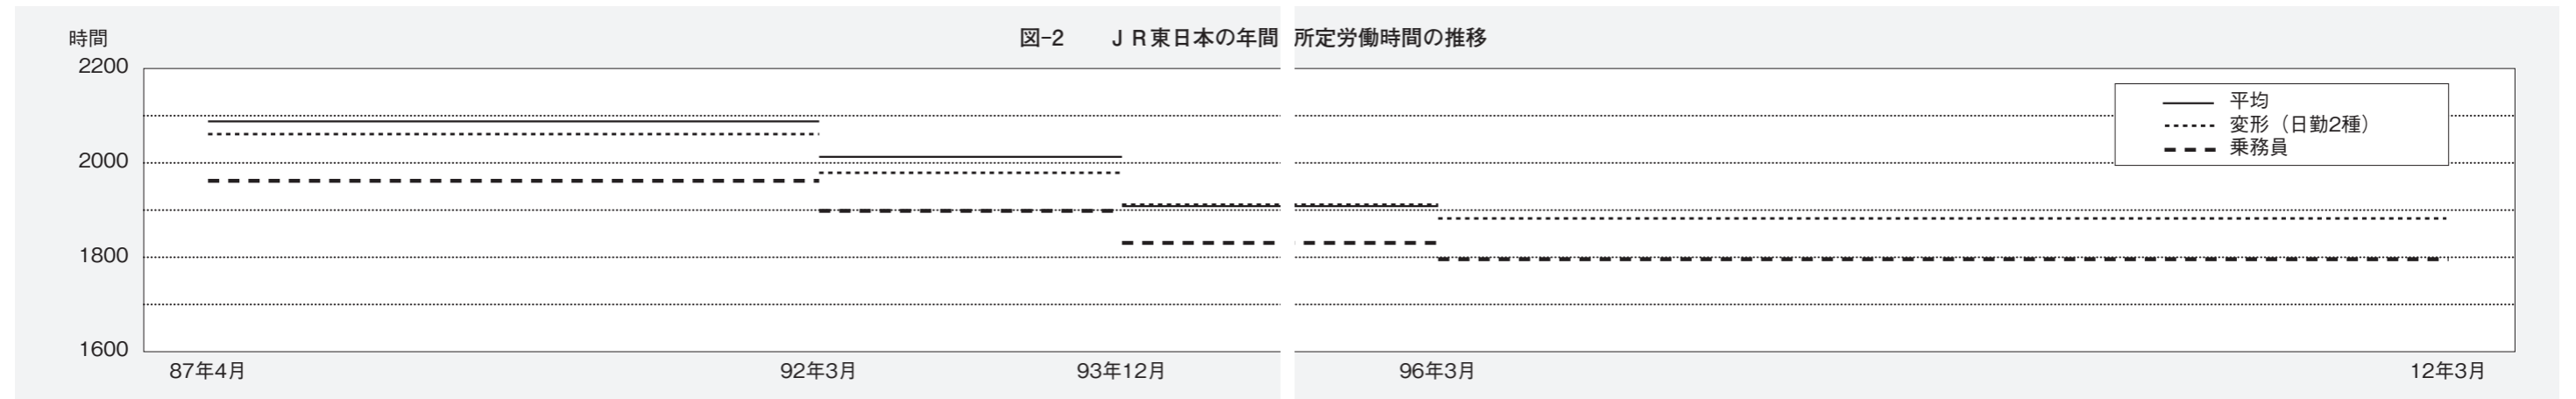 図-2　ＪＲ東日本の年間所定労働時間の推移
時間
2200
2000
1800
1600
平均
変形（日勤2種）
乗務員
87年4月
92年3月
93年12月
96年3月
12年3月